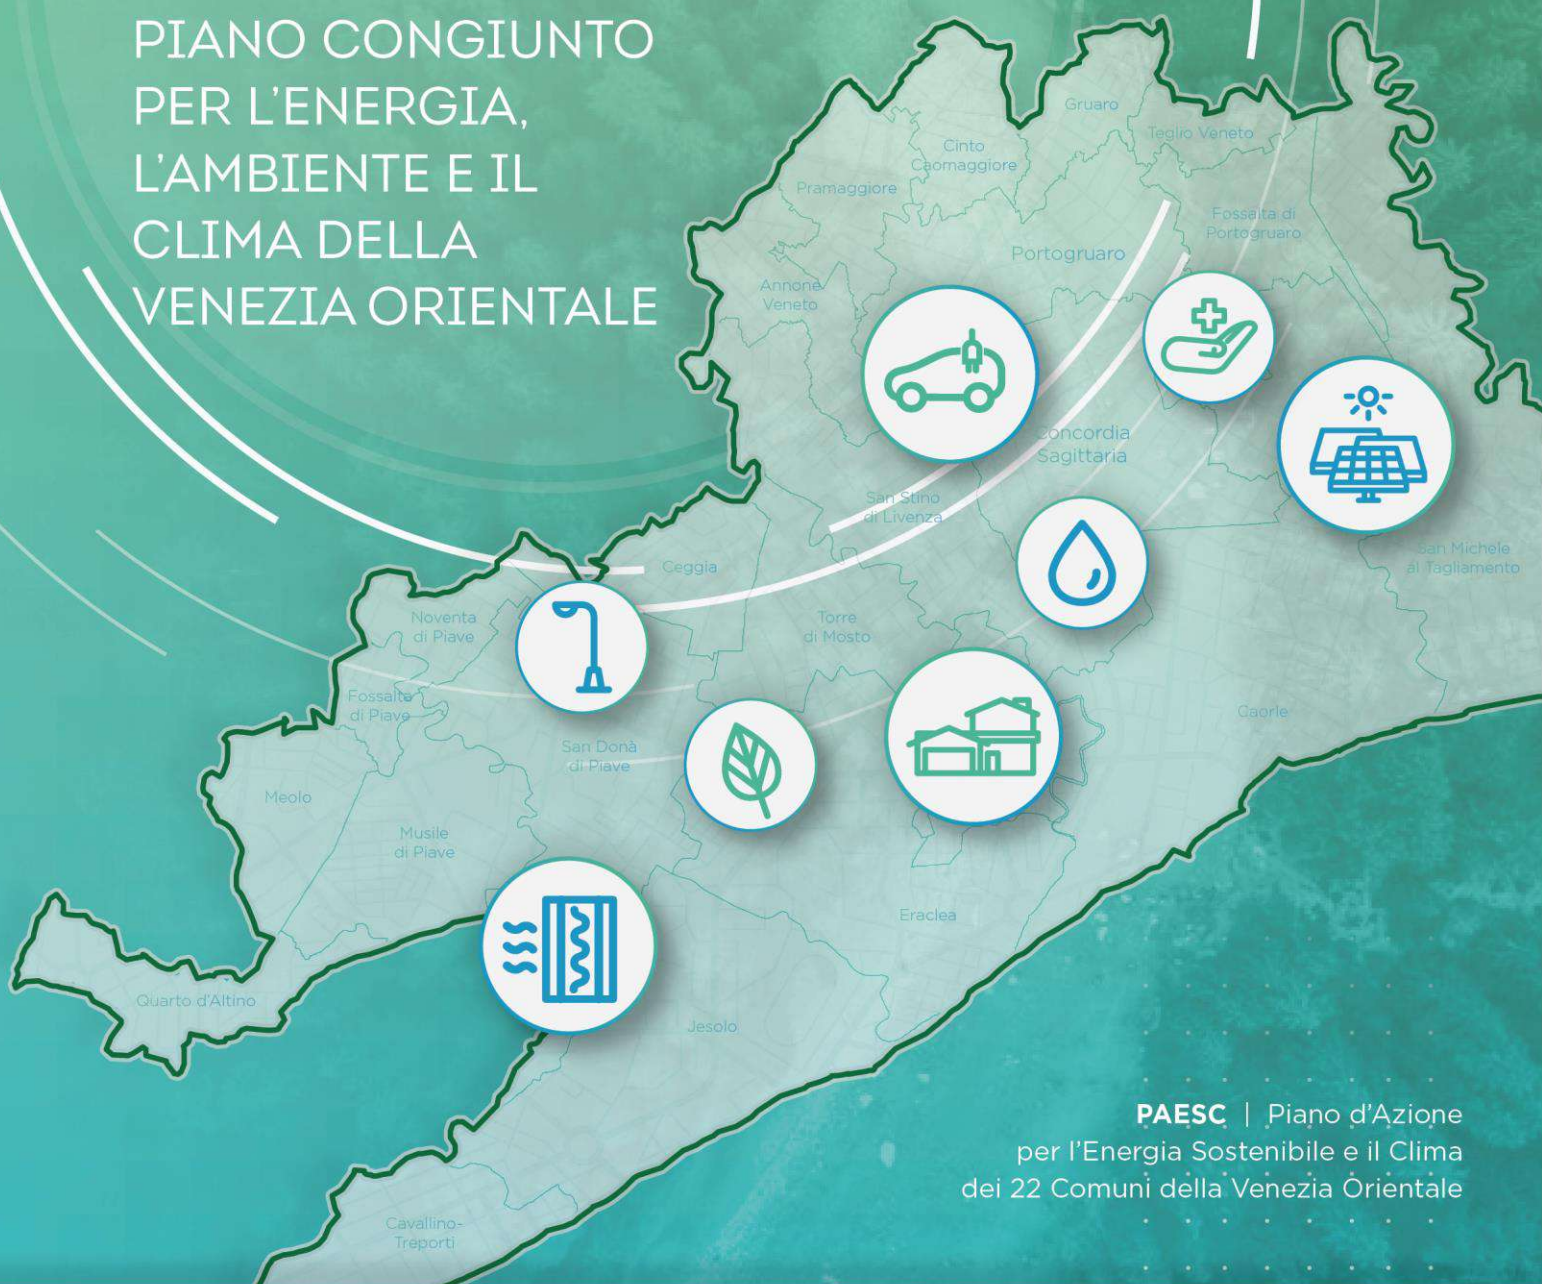 PIANO CONGIUNTO
PER L'ENERGIA,
L'AMBIENTE E IL
CLIMA DELLA
VENEZIA ORIENTALE
Gruaro
Teglio Veneto
Cinto
Caomaggiore
Pramaggiore
Fossalta di
Portogruaro
Portogruaro
Annone
Veneto
Concordia
Sagittaria
San Stino
di Livenza
San Michele
al Tagliamento
Ceggia
Noventa
di Piave
Torre
di Mosto
Fossalta
di Piave
Caorle
San Donà
di Piave
Meolo
Musile
di Piave
Eraclea
Quarto d'Altino
Jesolo
Cavallino-
Treporti
PAESC | Piano d'Azione
per l'Energia Sostenibile e il Clima
dei 22 Comuni della Venezia Orientale